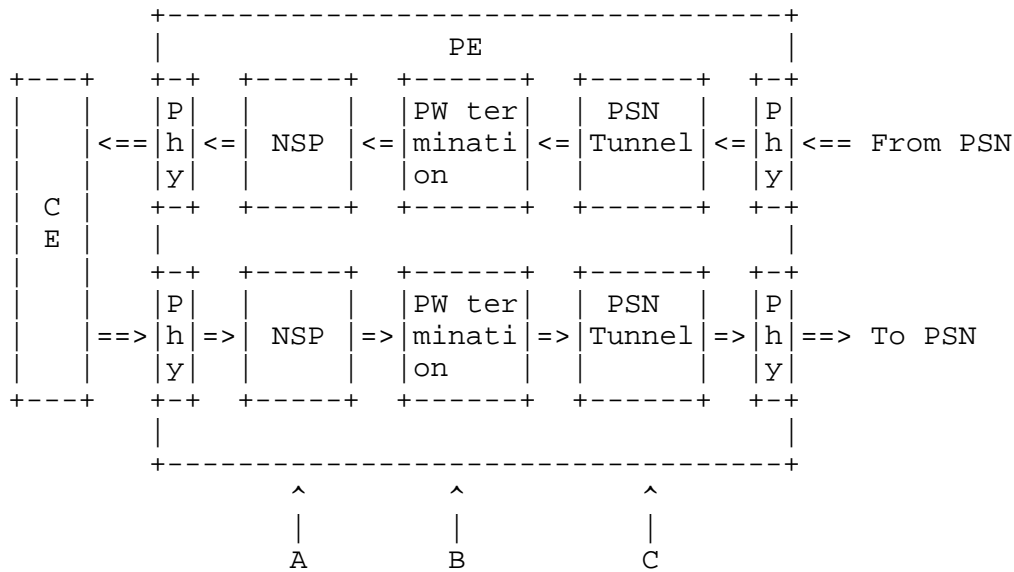 PE
P PW ter PSN P
<== h <= NSP <= minati <= Tunnel <= h <== From PSN
y on y
C
E
P PW ter PSN P
==> h => NSP => minati => Tunnel => h ==> To PSN
y on y
^ ^ ^
A B C